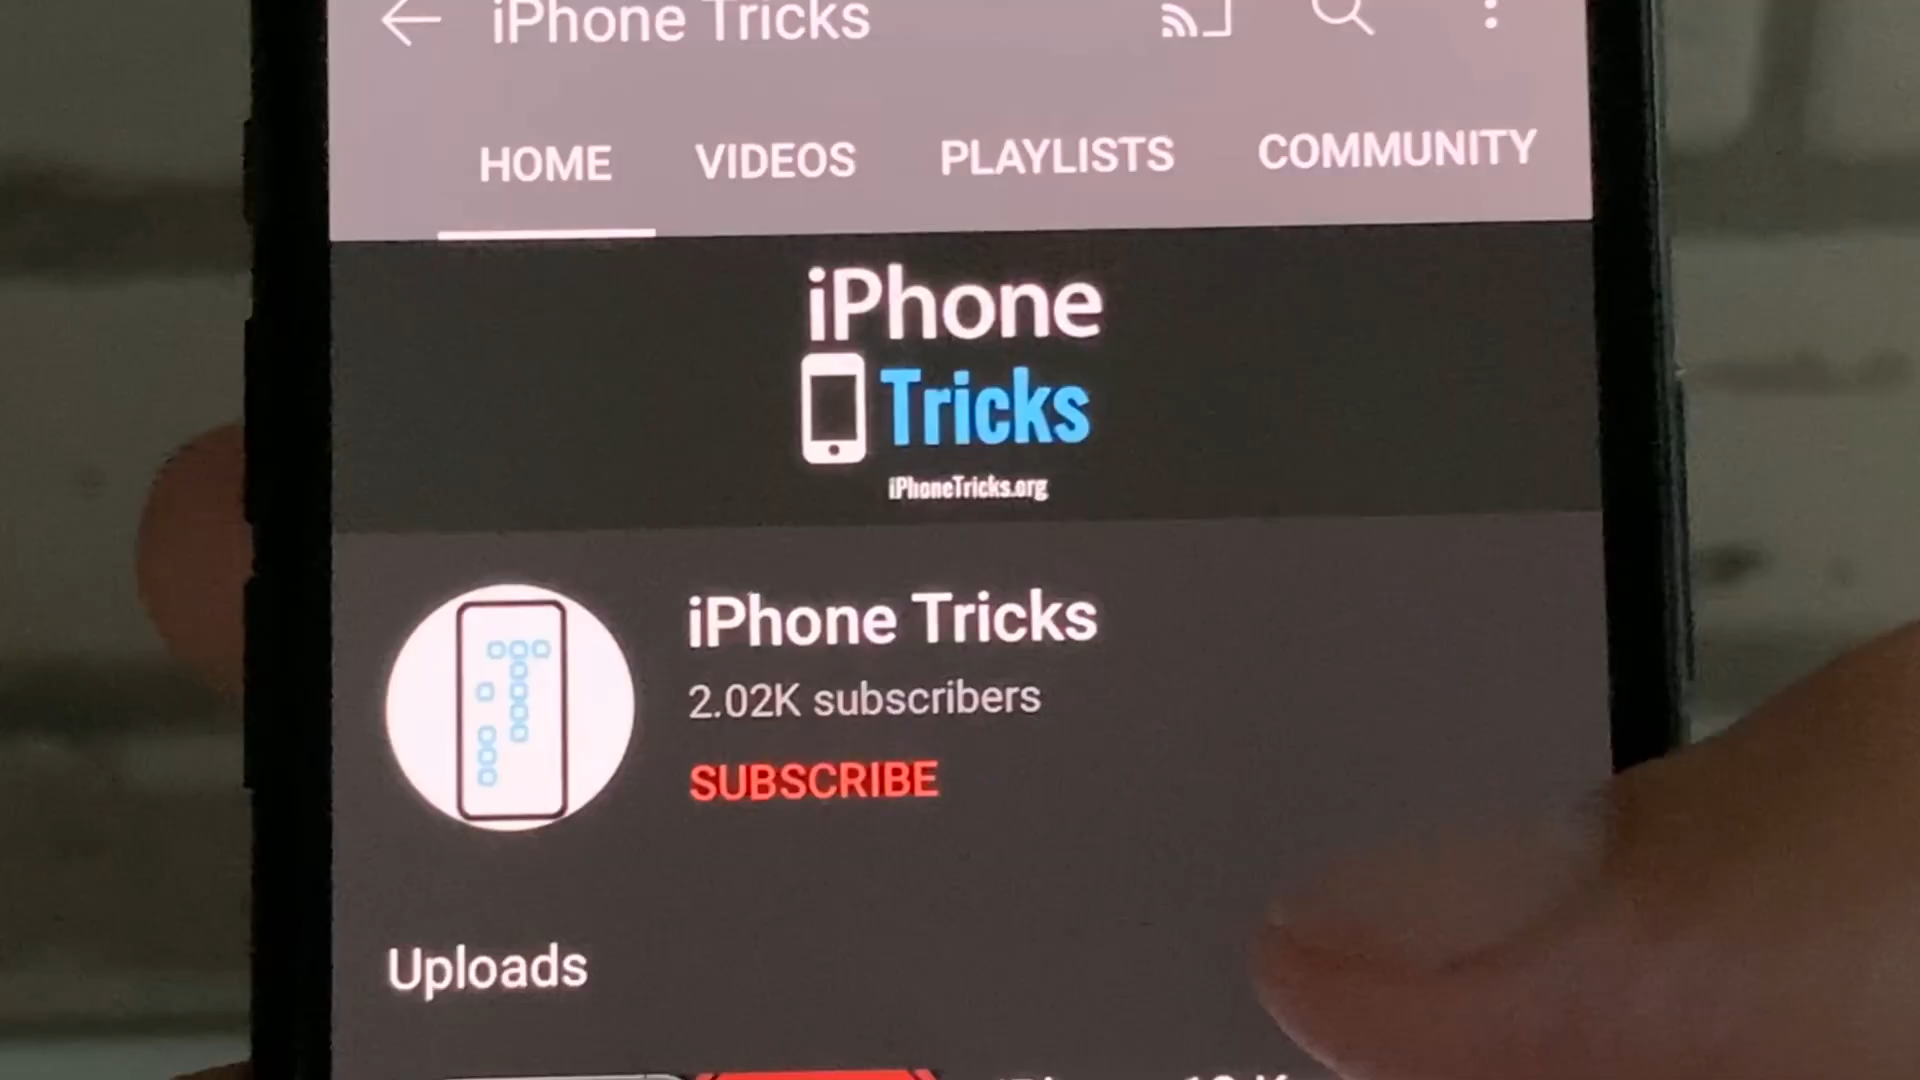 iPhone Tricks
HOME VIDEOS PLAYLISTS COMMUNITY
iPhone
Tricks
iPhoneTricks.org
iPhone Tricks
2.02K subscribers
SUBSCRIBE
Uploads